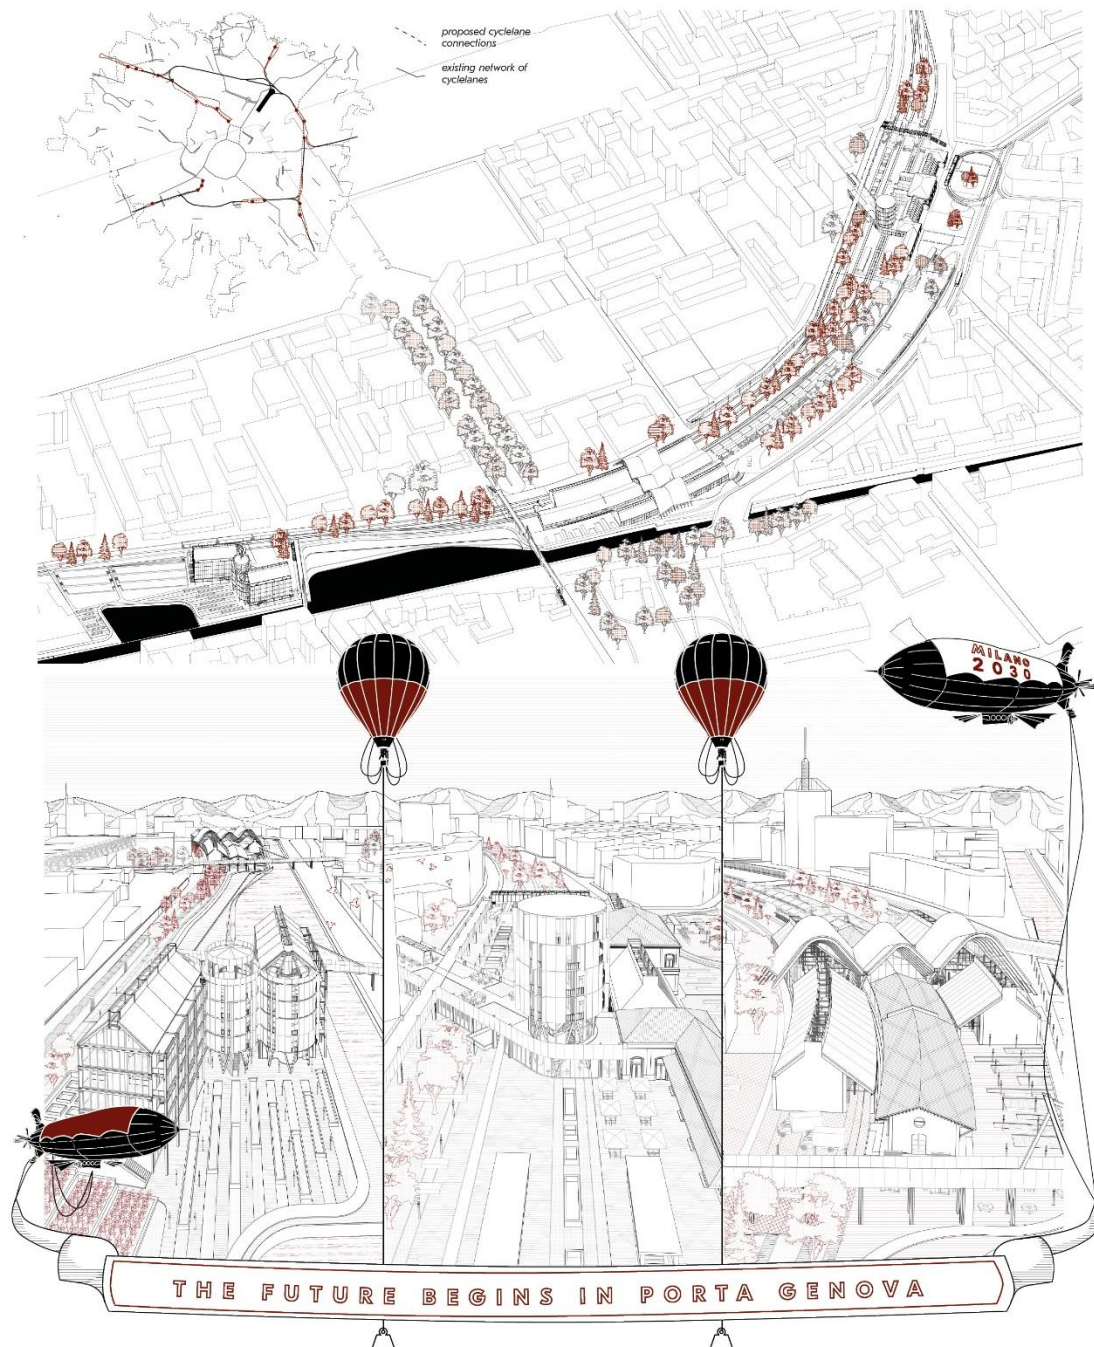 proposed cyclelane
connections
existing network of
cyclelanes
MILANO
2030
THE FUTURE BEGINS IN PORTA GENOVA